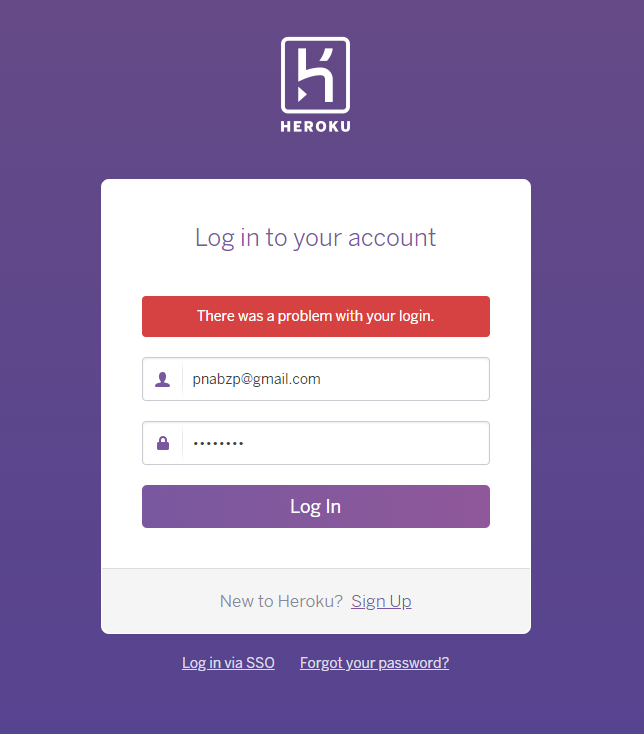 HEROKU
Log in to your account
There was a problem with your login.
pnabzp@gmail.com
••••••••
Log In
New to Heroku? Sign Up
Log in via SSO Forgot your password?